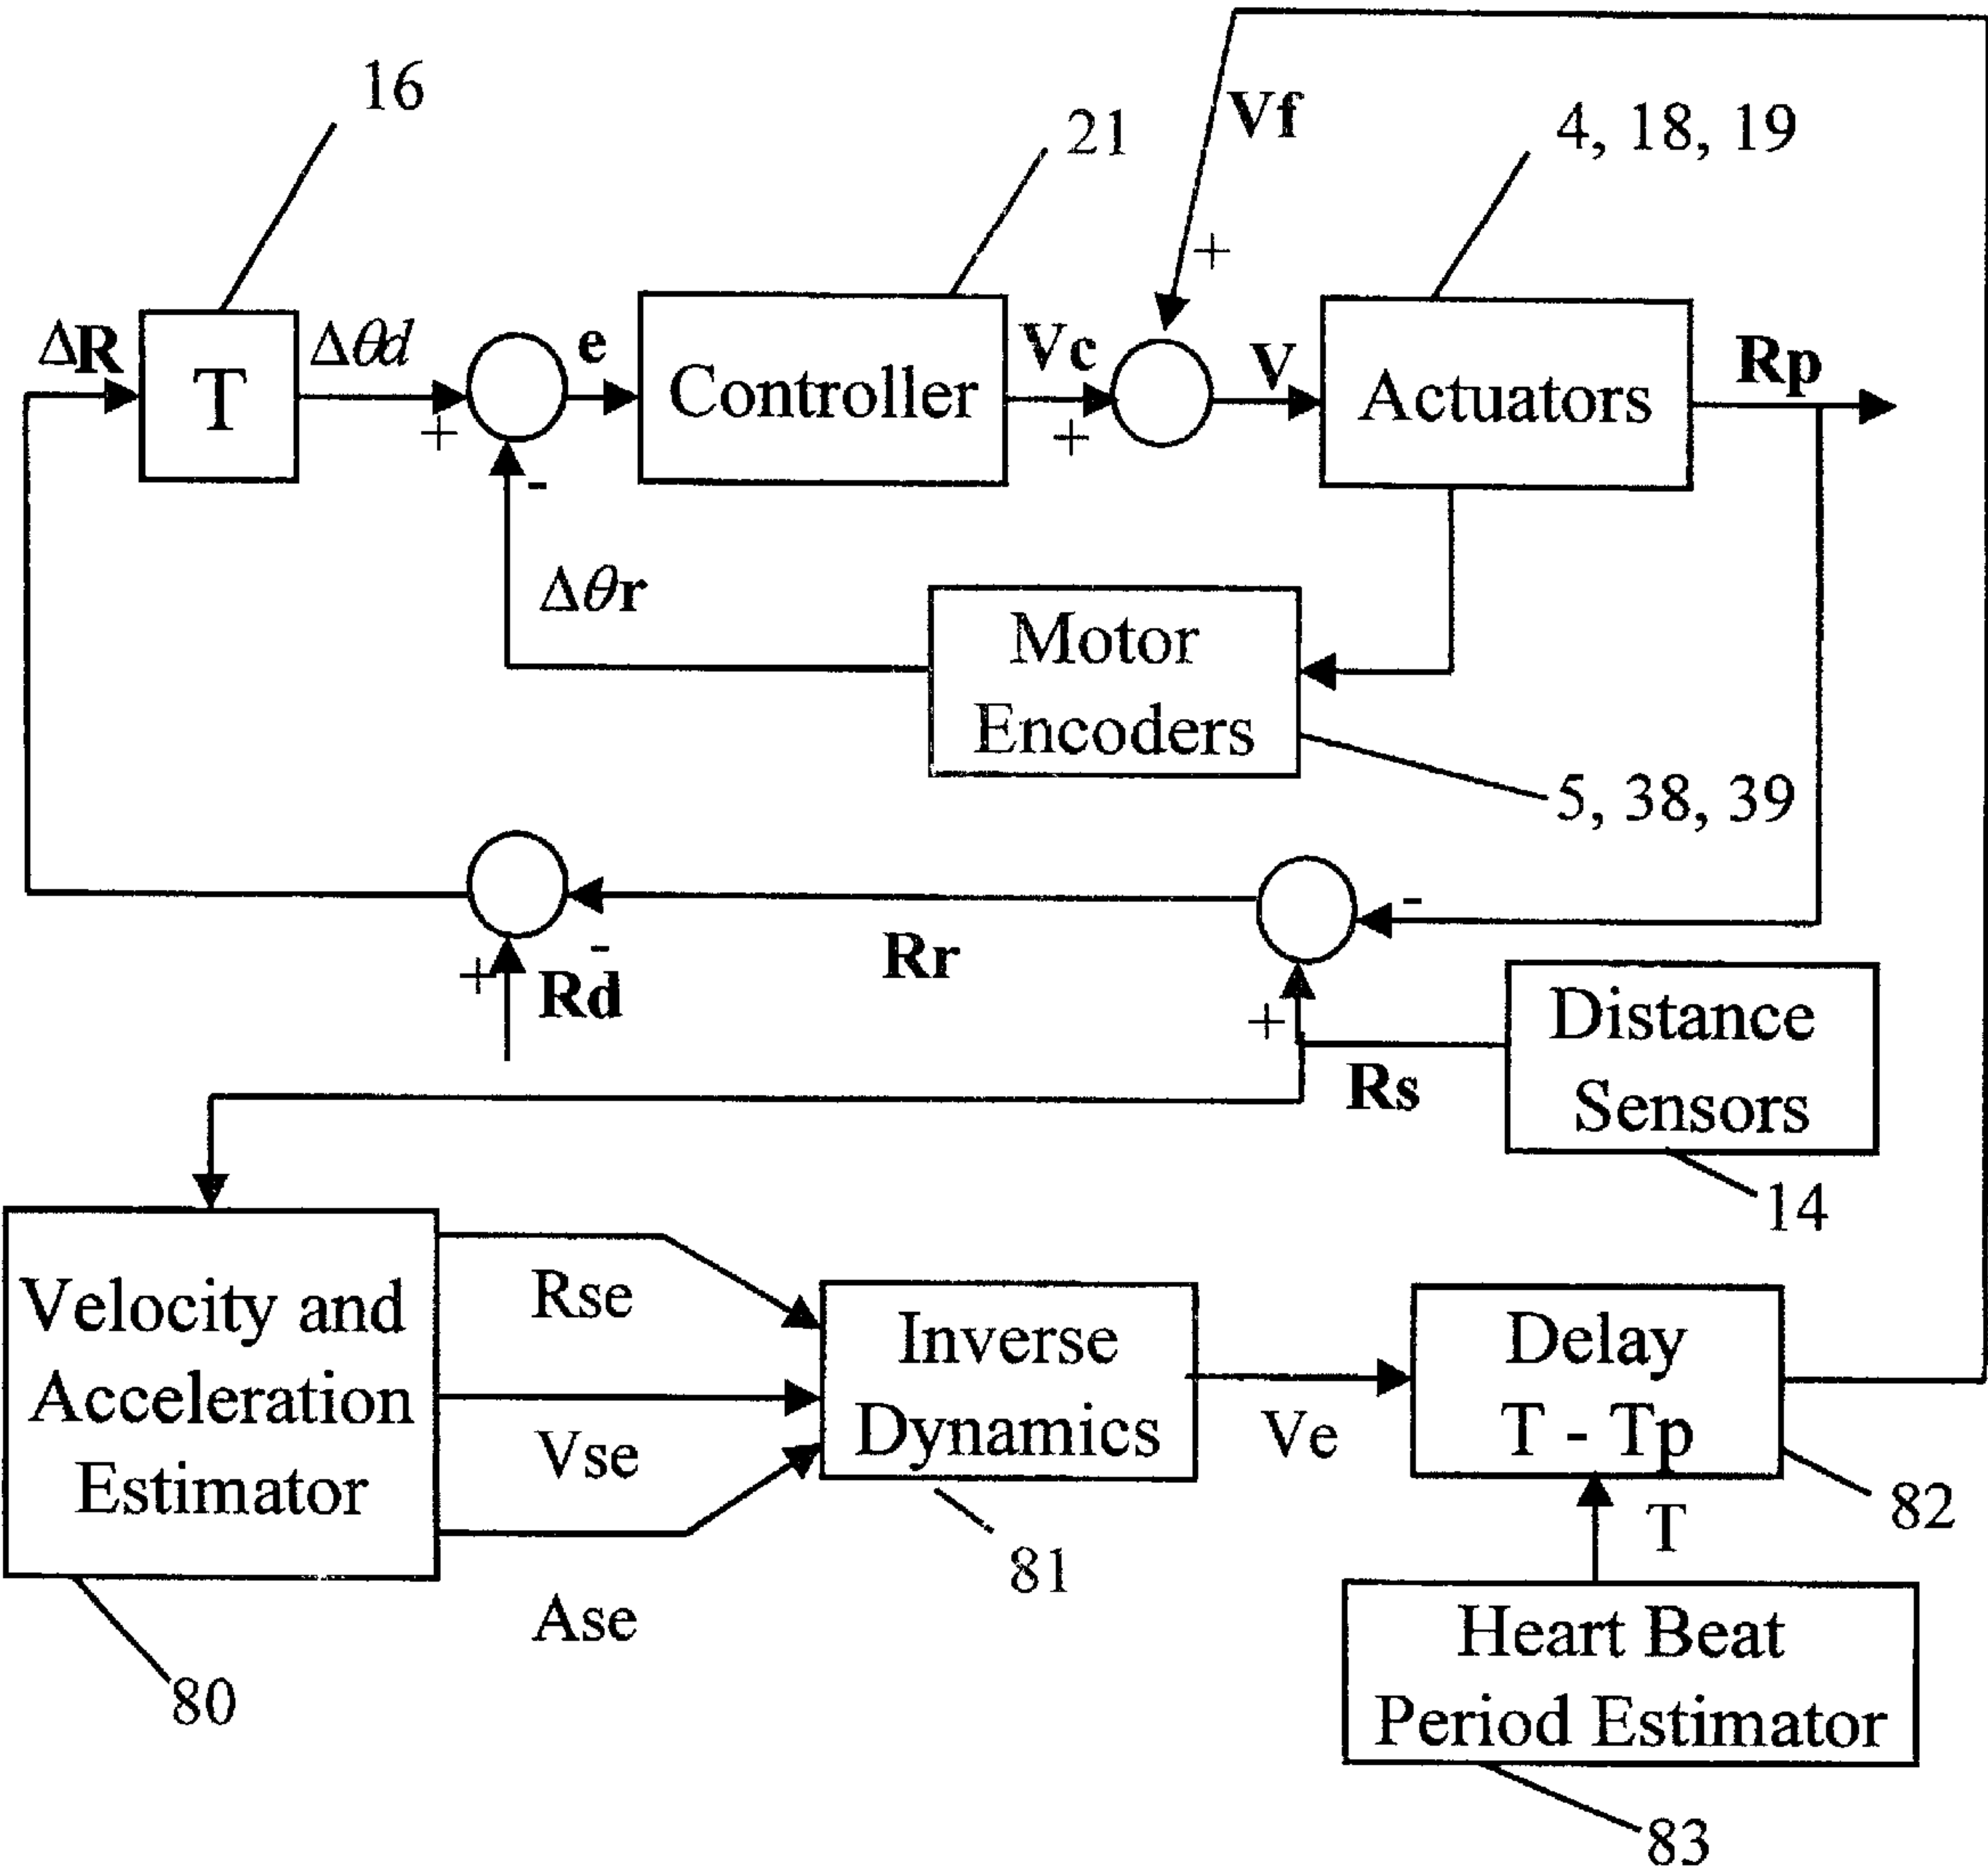 16
21
Vf
4, 18, 19
+
ΔR
T
Δθd
+
-
e
Controller
Vc
+
V
Actuators
Rp
Δθr
Motor
Encoders
5, 38, 39
-
+
-
Rd
Rr
+
Rs
Distance
Sensors
14
Velocity and
Acceleration
Estimator
80
Rse
Vse
Ase
Inverse
Dynamics
81
Ve
Delay
T - Tp
82
T
Heart Beat
Period Estimator
83